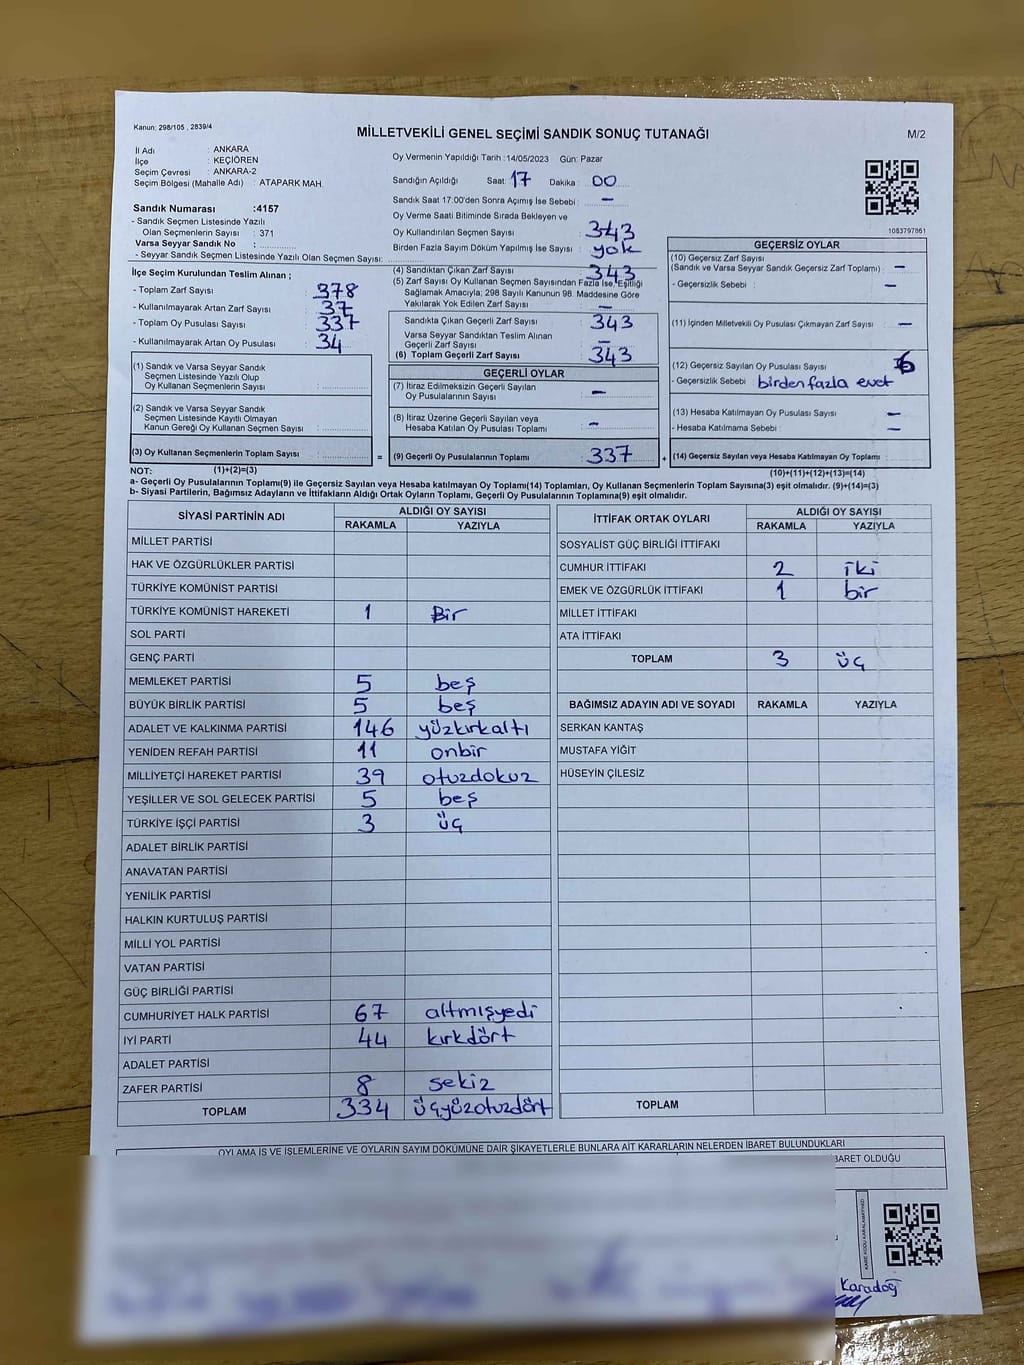 Kanun: 298/105 , 2839/4
MİLLETVEKİLİ GENEL SEÇİMİ SANDIK SONUÇ TUTANAĞI
M/2
İl Adı : ANKARA
İlçe : KEÇİÖREN
Seçim Çevresi : ANKARA-2
Seçim Bölgesi (Mahalle Adı) : ATAPARK MAH.
Sandık Numarası :4157
- Sandık Seçmen Listesinde Yazılı
Olan Seçmenlerin Sayısı : 371
Varsa Seyyar Sandık No :
- Seyyar Sandık Seçmen Listesinde Yazılı Olan Seçmen Sayısı:
Oy Vermenin Yapıldığı Tarih :14/05/2023 Gün: Pazar
Sandığın Açıldığı Saat: 17 Dakika : 00
Sandık Saat 17:00'den Sonra Açımış İse Sebebi : -
Oy Verme Saati Bitiminde Sırada Bekleyen ve
Oy Kullandırılan Seçmen Sayısı : 343
Birden Fazla Sayım Döküm Yapılmış İse Sayısı : yok
1083797861
İlçe Seçim Kurulundan Teslim Alınan ;
- Toplam Zarf Sayısı : 378
- Kullanılmayarak Artan Zarf Sayısı : 37
- Toplam Oy Pusulası Sayısı : 337
- Kullanılmayarak Artan Oy Pusulası : 34
(4) Sandıktan Çıkan Zarf Sayısı : 343
(5) Zarf Sayısı Oy Kullanan Seçmen Sayısından Fazla İse, Eşitliği
Sağlamak Amacıyla; 298 Sayılı Kanunun 98. Maddesine Göre
Yakılarak Yok Edilen Zarf Sayısı : -
Sandıkta Çıkan Geçerli Zarf Sayısı : 343
Varsa Seyyar Sandıktan Teslim Alınan
Geçerli Zarf Sayısı : -
(6) Toplam Geçerli Zarf Sayısı : 343
GEÇERSİZ OYLAR
(10) Geçersiz Zarf Sayısı
(Sandık ve Varsa Seyyar Sandık Geçersiz Zarf Toplamı) : -
- Geçersizlik Sebebi : -
(11) İçinden Milletvekili Oy Pusulası Çıkmayan Zarf Sayısı : -
(12) Geçersiz Sayılan Oy Pusulası Sayısı : 6
- Geçersizlik Sebebi : birden fazla evet
(13) Hesaba Katılmayan Oy Pusulası Sayısı : -
- Hesaba Katılmama Sebebi : -
(14) Geçersiz Sayılan veya Hesaba Katılmayan Oy Toplamı :
(1) Sandık ve Varsa Seyyar Sandık
Seçmen Listesinde Yazılı Olup
Oy Kullanan Seçmenlerin Sayısı :
(2) Sandık ve Varsa Seyyar Sandık
Seçmen Listesinde Kayıtlı Olmayan
Kanun Gereği Oy Kullanan Seçmen Sayısı :
(3) Oy Kullanan Seçmenlerin Toplam Sayısı :
GEÇERLİ OYLAR
(7) İtiraz Edilmeksizin Geçerli Sayılan
Oy Pusulalarının Sayısı : -
(8) İtiraz Üzerine Geçerli Sayılan veya
Hesaba Katılan Oy Pusulası Toplamı : -
= (9) Geçerli Oy Pusulalarının Toplamı : 337 +
NOT: (1)+(2)=(3)
(10)+(11)+(12)+(13)=(14)
a- Geçerli Oy Pusulalarının Toplamı(9) ile Geçersiz Sayılan veya Hesaba katılmayan Oy Toplamı(14) Toplamları, Oy Kullanan Seçmenlerin Toplam Sayısına(3) eşit olmalıdır. (9)+(14)=(3)
b- Siyasi Partilerin, Bağımsız Adayların ve İttifakların Aldığı Ortak Oyların Toplamı, Geçerli Oy Pusulalarının Toplamına(9) eşit olmalıdır.
SİYASİ PARTİNİN ADI ALDIĞI OY SAYISI
RAKAMLA YAZIYLA
MİLLET PARTİSİ
HAK VE ÖZGÜRLÜKLER PARTİSİ
TÜRKİYE KOMÜNİST PARTİSİ
TÜRKİYE KOMÜNİST HAREKETİ 1 Bir
SOL PARTİ
GENÇ PARTİ
MEMLEKET PARTİSİ 5 beş
BÜYÜK BİRLİK PARTİSİ 5 beş
ADALET VE KALKINMA PARTİSİ 146 yüzkırkaltı
YENİDEN REFAH PARTİSİ 11 onbir
MİLLİYETÇİ HAREKET PARTİSİ 39 otuzdokuz
YEŞİLLER VE SOL GELECEK PARTİSİ 5 beş
TÜRKİYE İŞÇİ PARTİSİ 3 üç
ADALET BİRLİK PARTİSİ
ANAVATAN PARTİSİ
YENİLİK PARTİSİ
HALKIN KURTULUŞ PARTİSİ
MİLLİ YOL PARTİSİ
VATAN PARTİSİ
GÜÇ BİRLİĞİ PARTİSİ
CUMHURİYET HALK PARTİSİ 67 altmışyedi
İYİ PARTİ 44 kırkdört
ADALET PARTİSİ
ZAFER PARTİSİ 8 sekiz
TOPLAM 334 üçyüzotuzdört
İTTİFAK ORTAK OYLARI ALDIĞI OY SAYISI
RAKAMLA YAZIYLA
SOSYALİST GÜÇ BİRLİĞİ İTTİFAKI
CUMHUR İTTİFAKI 2 iki
EMEK VE ÖZGÜRLÜK İTTİFAKI 1 bir
MİLLET İTTİFAKI
ATA İTTİFAKI
TOPLAM 3 üç
BAĞIMSIZ ADAYIN ADI VE SOYADI RAKAMLA YAZIYLA
SERKAN KANTAŞ
MUSTAFA YİĞİT
HÜSEYİN ÇİLESİZ
TOPLAM
OYLAMA İŞ VE İŞLEMLERİNE VE OYLARIN SAYIM DÖKÜMÜNE DAİR ŞİKAYETLERLE BUNLARA AİT KARARLARIN NELERDEN İBARET BULUNDUKLARI
BARET OLDUĞU
KARE KODU KARALAMAYINIZ
Karadoğ